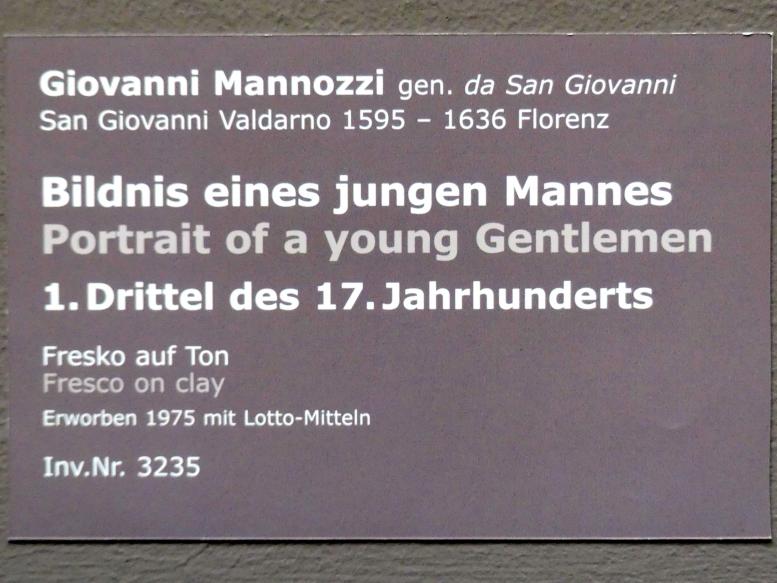 Giovanni Mannozzi gen. da San Giovanni
San Giovanni Valdarno 1595 – 1636 Florenz
Bildnis eines jungen Mannes
Portrait of a young Gentlemen
1. Drittel des 17. Jahrhunderts
Fresko auf Ton
Fresco on clay
Erworben 1975 mit Lotto-Mitteln
Inv.Nr. 3235